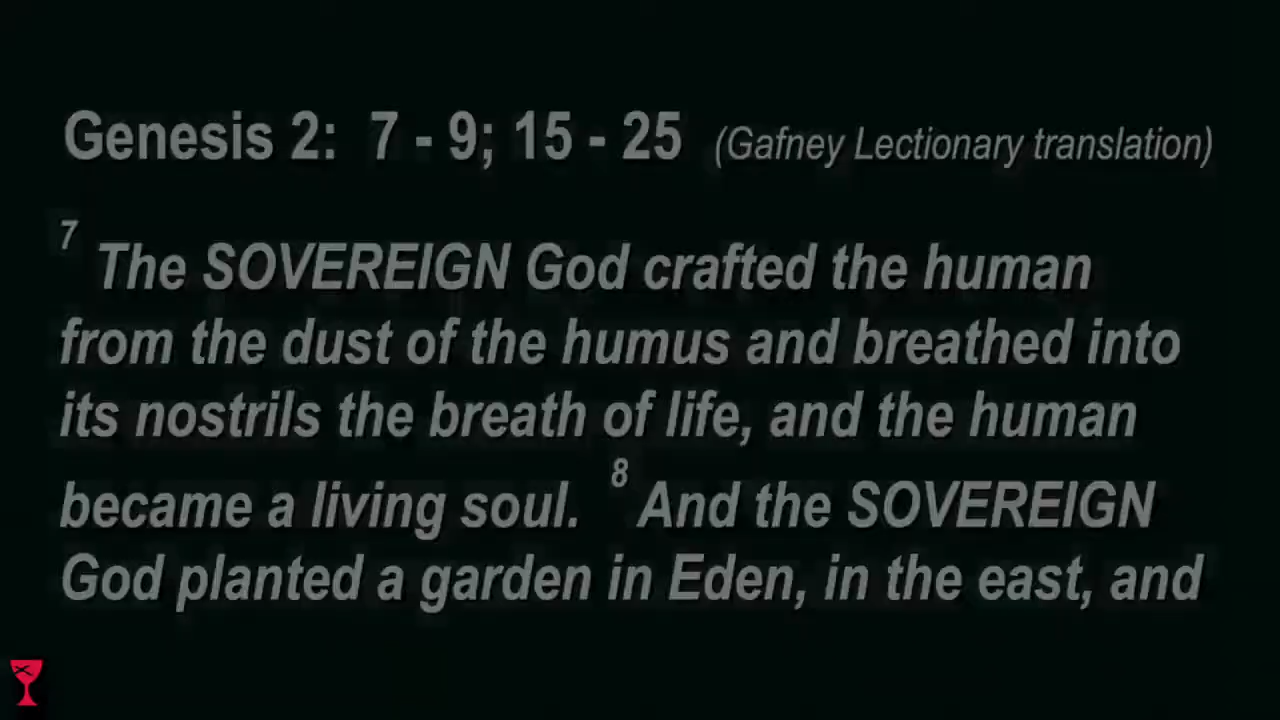 Genesis 2: 7 - 9; 15 - 25 (Gafney Lectionary translation)
7 The SOVEREIGN God crafted the human
from the dust of the humus and breathed into
its nostrils the breath of life, and the human
became a living soul. 8 And the SOVEREIGN
God planted a garden in Eden, in the east, and